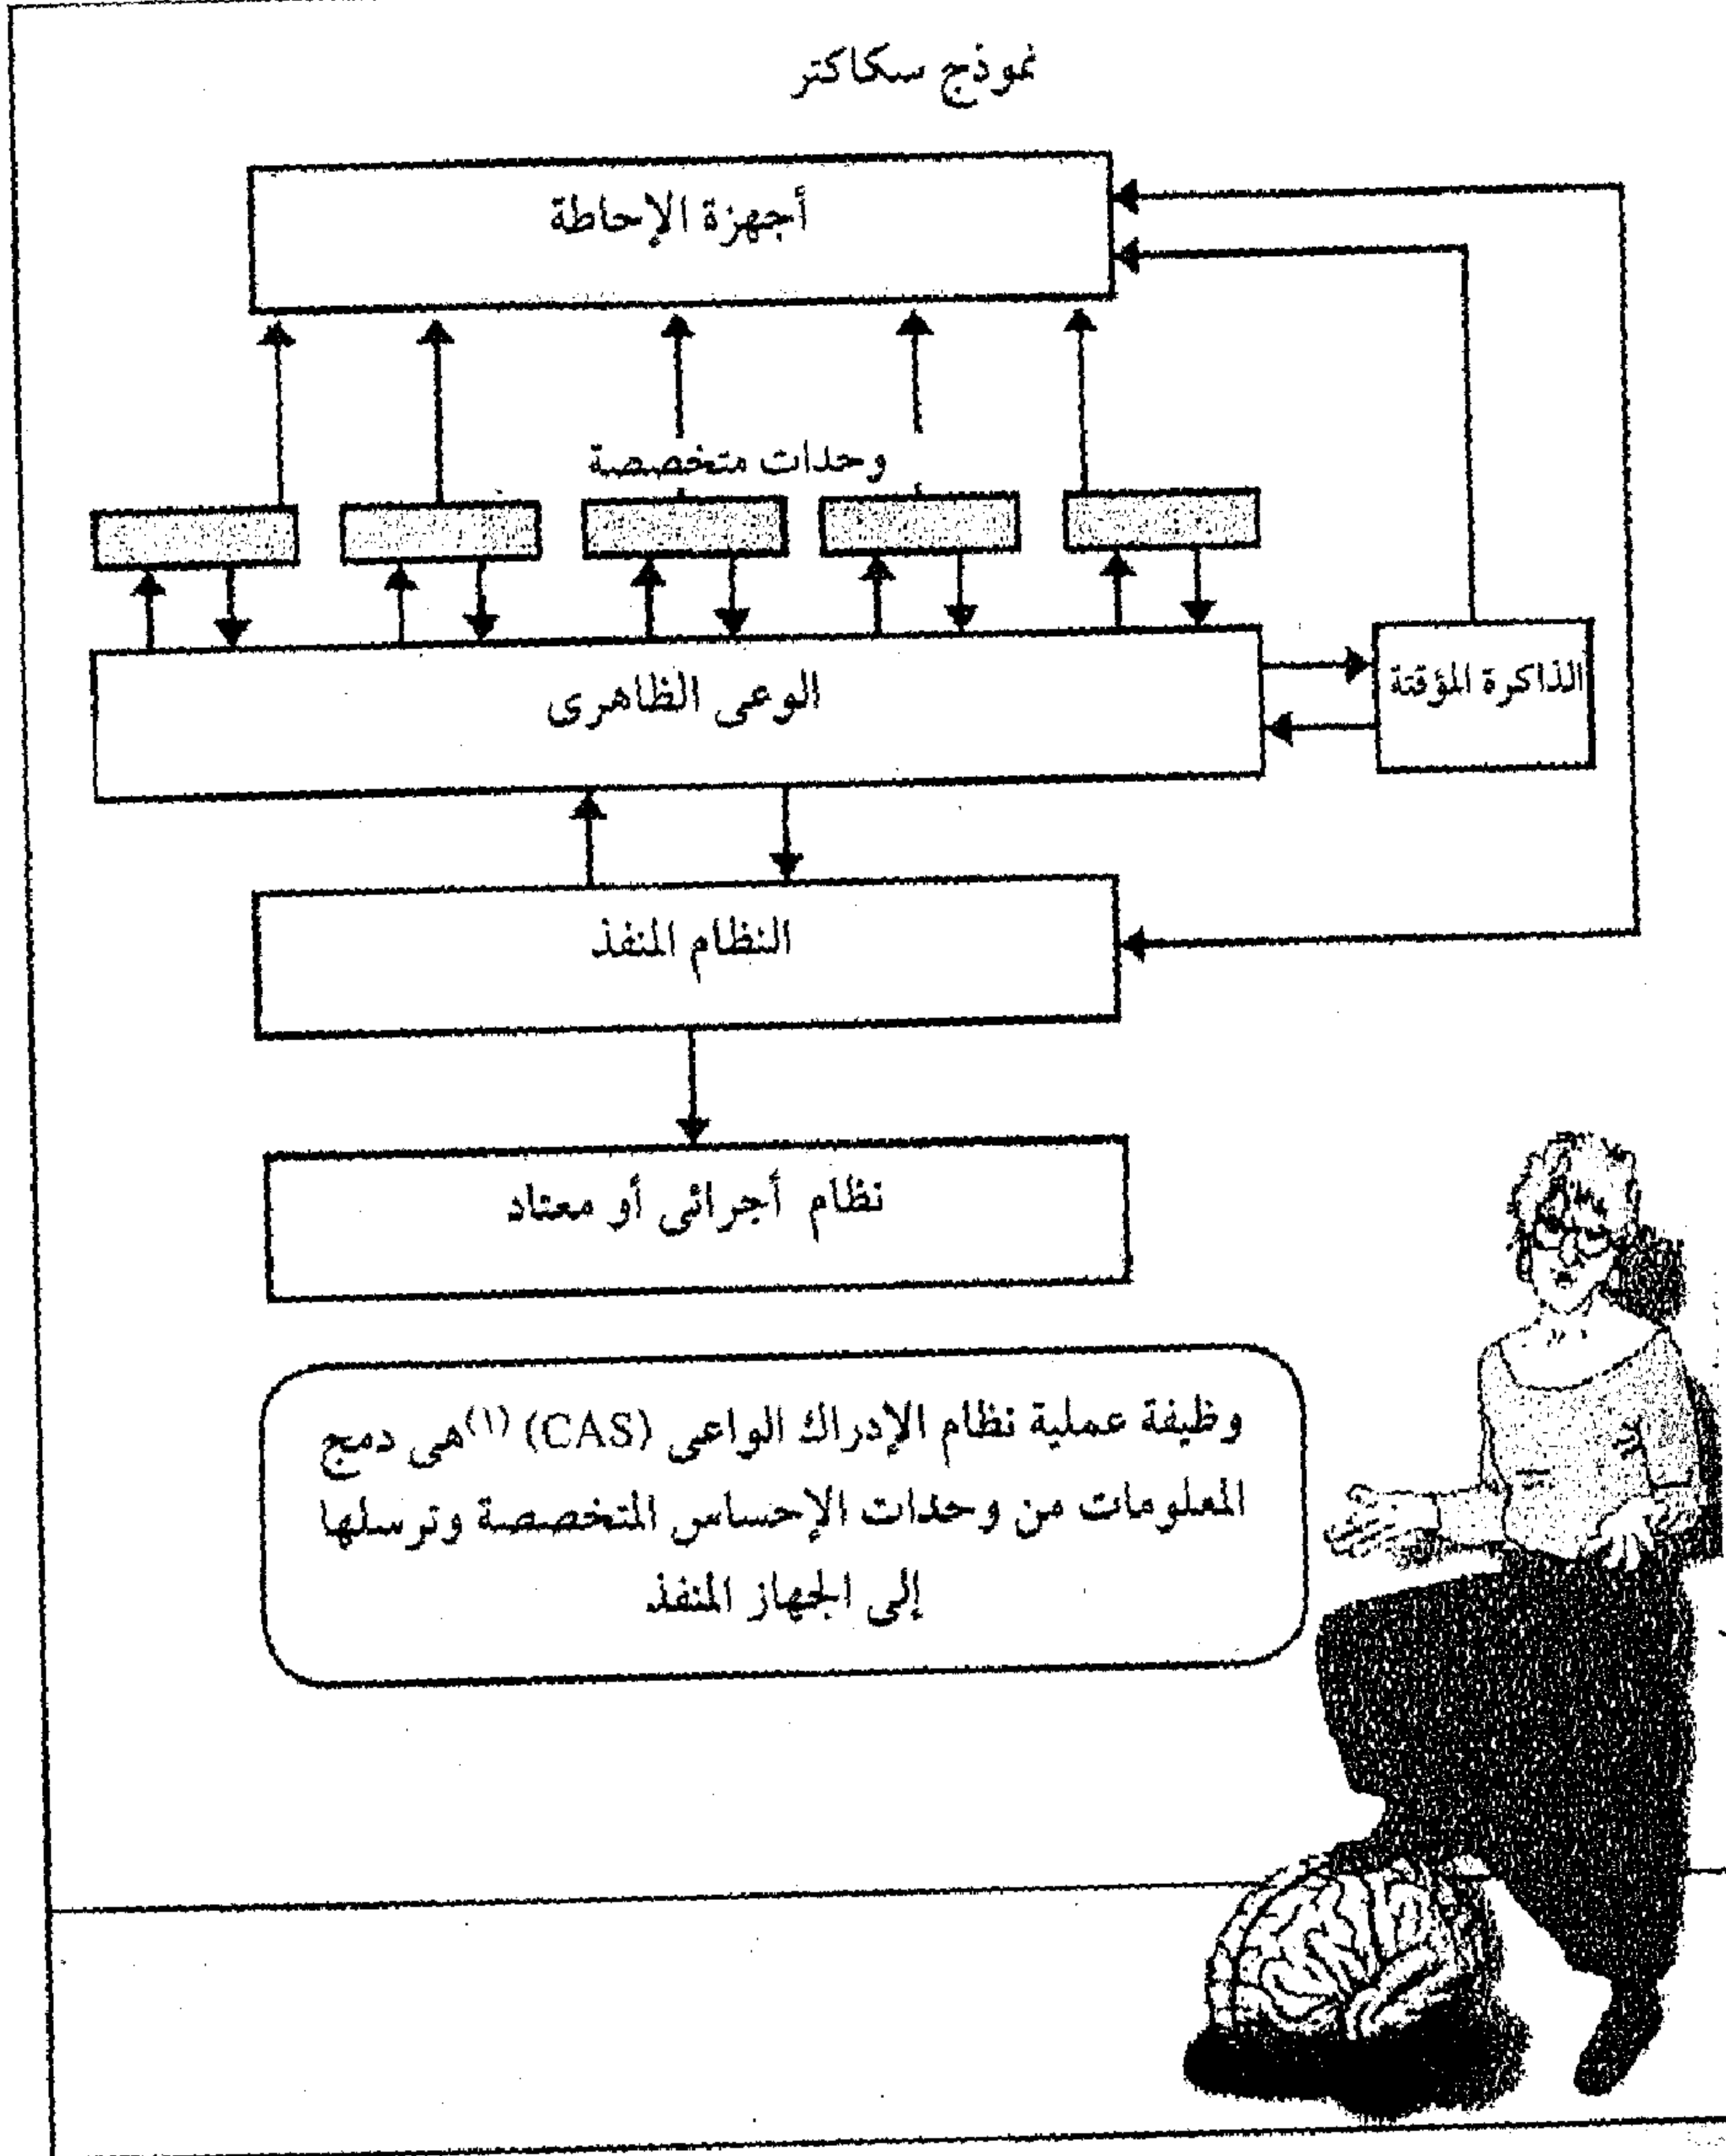 نموذج سكاكتر
أجهزة الإحاطة
وحدات متخصصة
الوعى الظاهرى
الذاكرة المؤقتة
النظام المنفذ
نظام أجرائى أو معتاد
وظيفة عملية نظام الإدراك الواعى (CAS) (١) هى دمج
المعلومات من وحدات الإحساس المتخصصة وترسلها
إلى الجهاز المنفذ